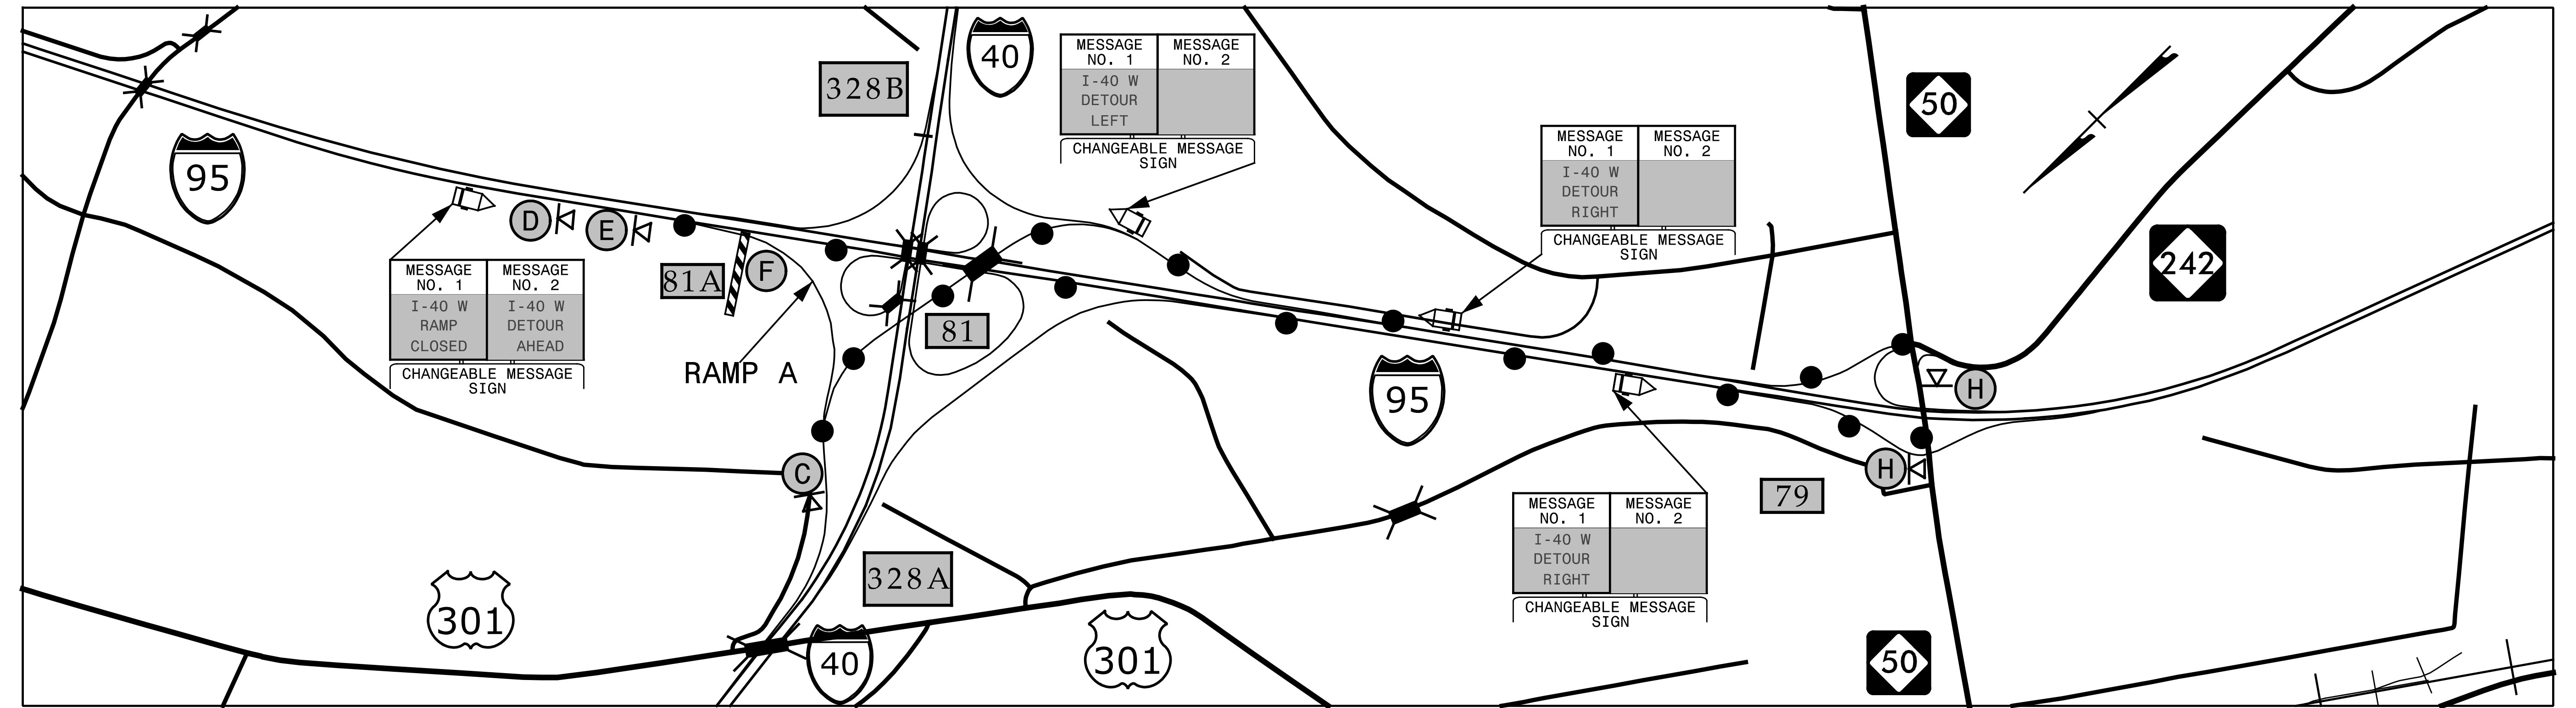 328B
40
MESSAGE NO. 1
MESSAGE NO. 2
I-40 W
DETOUR
LEFT
CHANGEABLE MESSAGE
SIGN
50
MESSAGE NO. 1
MESSAGE NO. 2
I-40 W
DETOUR
RIGHT
CHANGEABLE MESSAGE
SIGN
95
D
E
F
81A
242
MESSAGE NO. 1
MESSAGE NO. 2
I-40 W
RAMP
CLOSED
I-40 W
DETOUR
AHEAD
CHANGEABLE MESSAGE
SIGN
81
RAMP A
95
H
C
H
79
MESSAGE NO. 1
MESSAGE NO. 2
I-40 W
DETOUR
RIGHT
CHANGEABLE MESSAGE
SIGN
328A
301
40
301
50